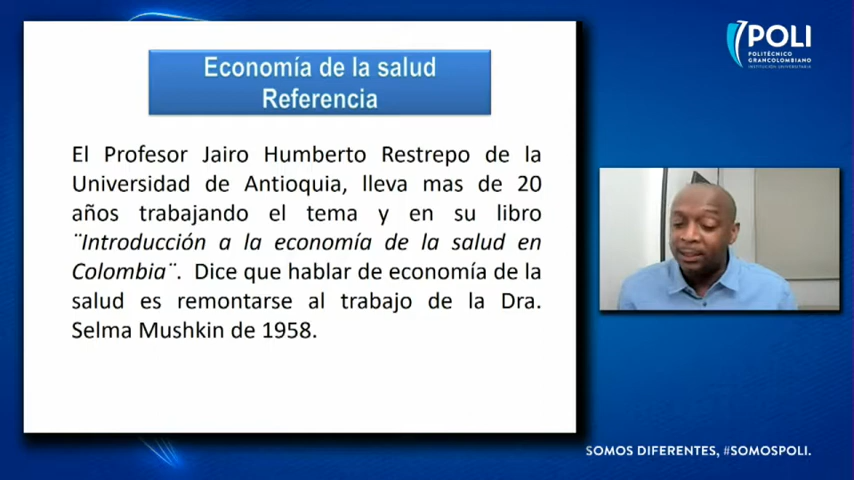 Economía de la salud
Referencia
El Profesor Jairo Humberto Restrepo de la
Universidad de Antioquia, lleva mas de 20
años trabajando el tema y en su libro
¨Introducción a la economía de la salud en
Colombia¨. Dice que hablar de economía de la
salud es remontarse al trabajo de la Dra.
Selma Mushkin de 1958.
POLI
POLITÉCNICO
GRANCOLOMBIANO
INSTITUCIÓN UNIVERSITARIA
SOMOS DIFERENTES, #SOMOSPOLI.